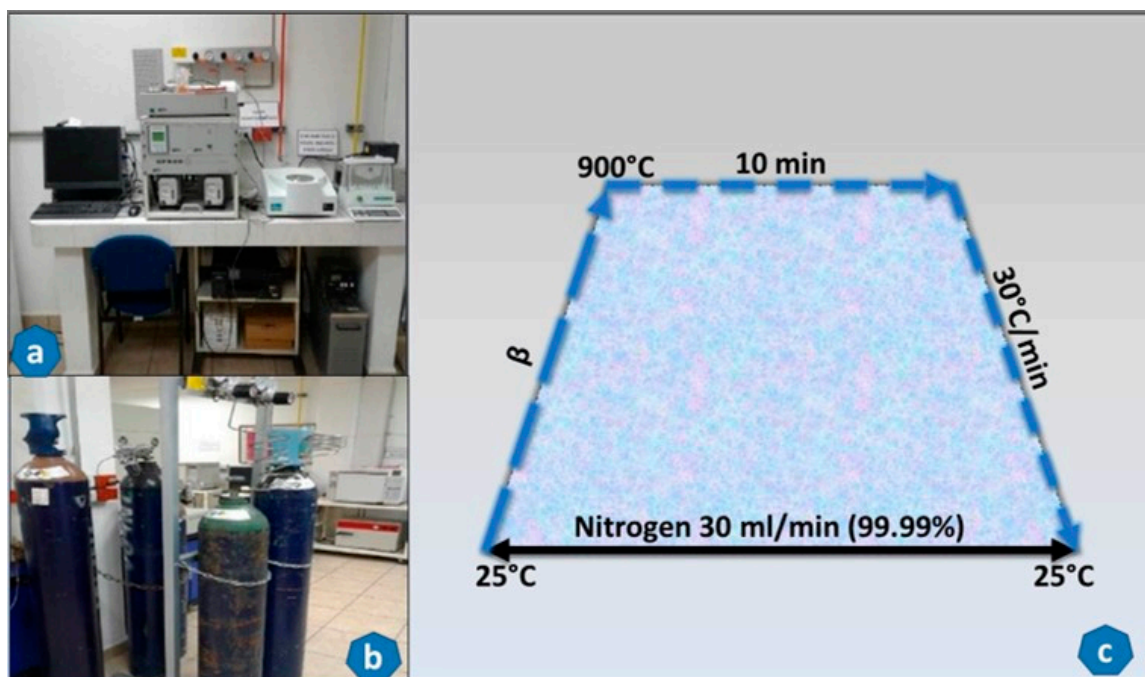 a
b
900°C
10 min
β
30°C/min
Nitrogen 30 ml/min (99.99%)
25°C
25°C
c